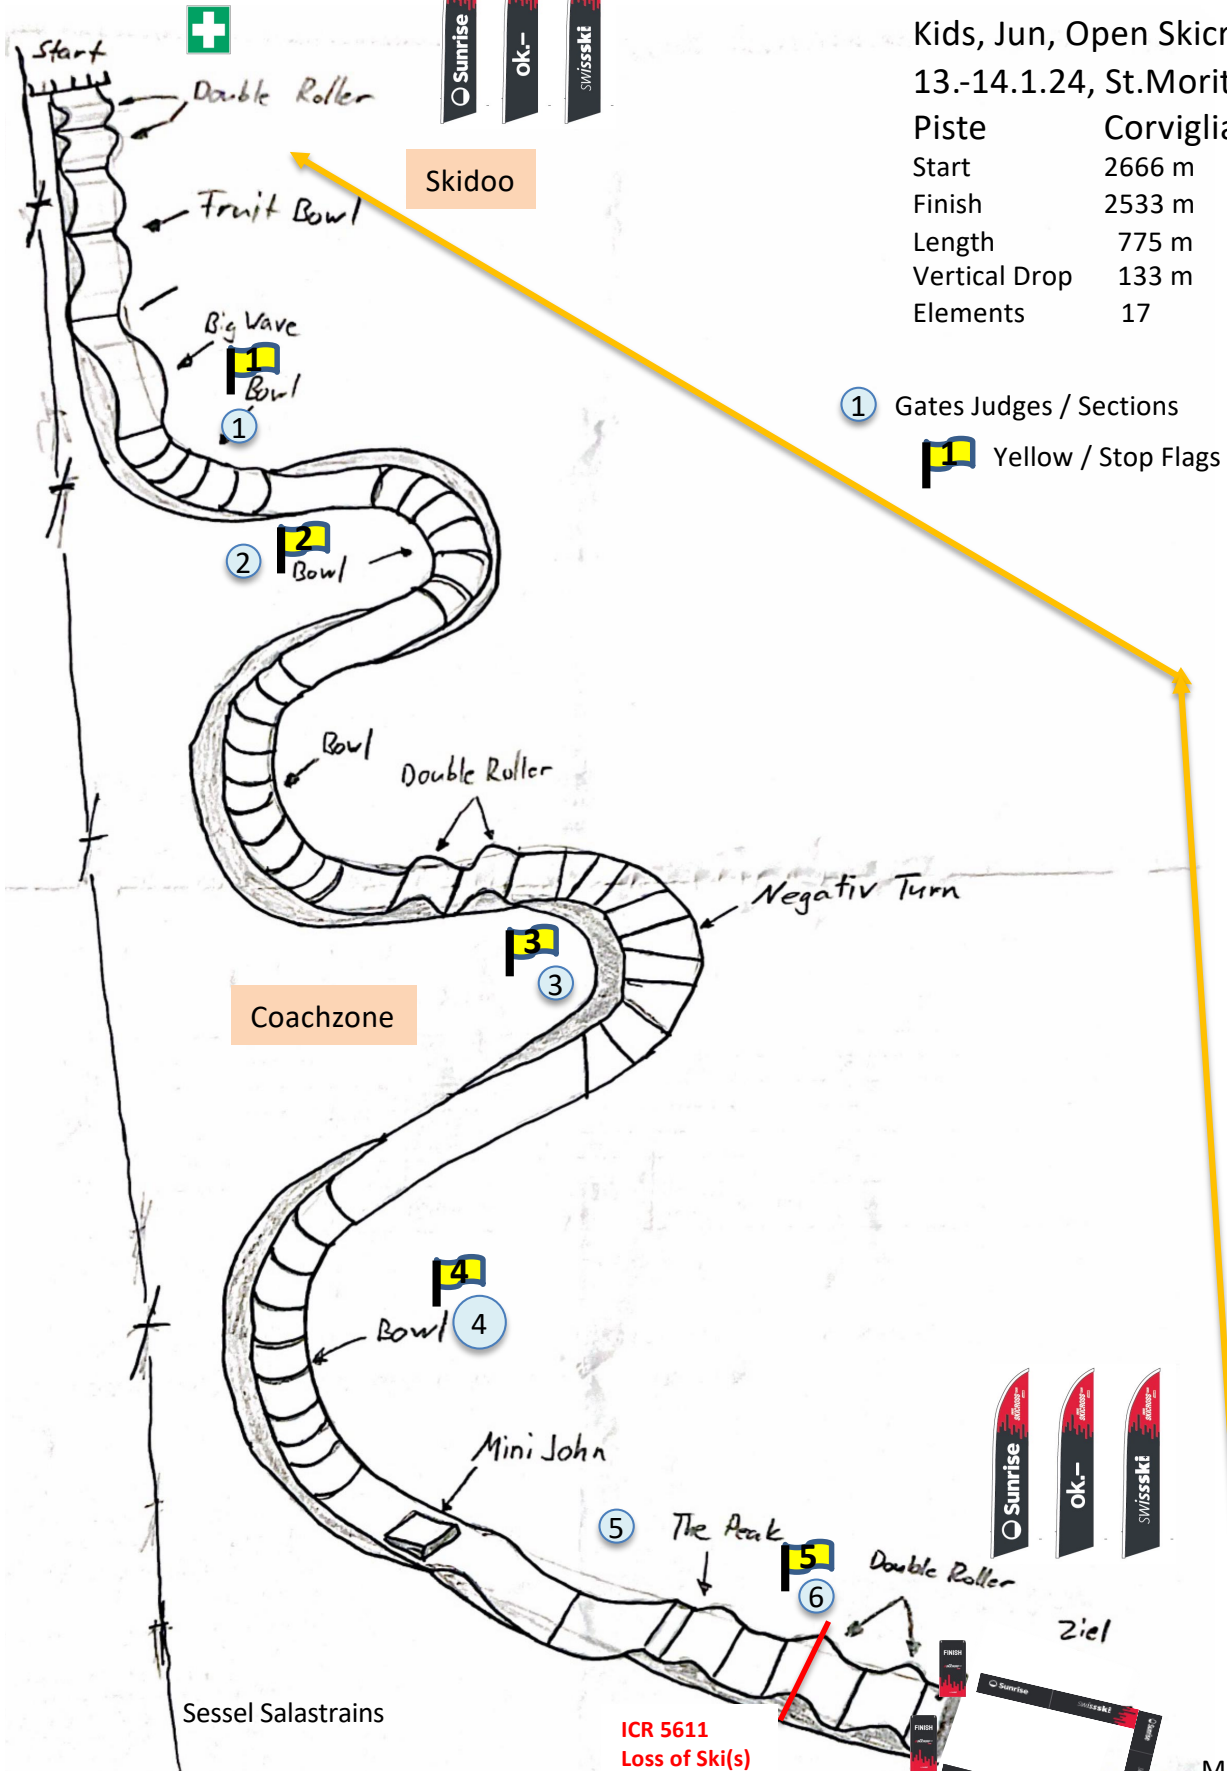 Kids, Jun, Open Skicr
13.-14.1.24, St.Morit
Piste Corviglia
Start 2666 m
Finish 2533 m
Length 775 m
Vertical Drop 133 m
Elements 17
1 Gates Judges / Sections
1 Yellow / Stop Flags
Start
Sunrise
ok.–
swissski
Double Roller
Skidoo
Fruit Bowl
Big Wave
1
Bowl
1
2
2
Bowl
Bowl
Double Roller
Negativ Turn
3
3
Coachzone
4
4
Bowl
Mini John
5
The Peak
5
6
Double Roller
Sunrise
ok.–
swissski
Ziel
FINISH
Sunrise
swissski
Sunrise
FINISH
Sessel Salastrains
ICR 5611
Loss of Ski(s)
M